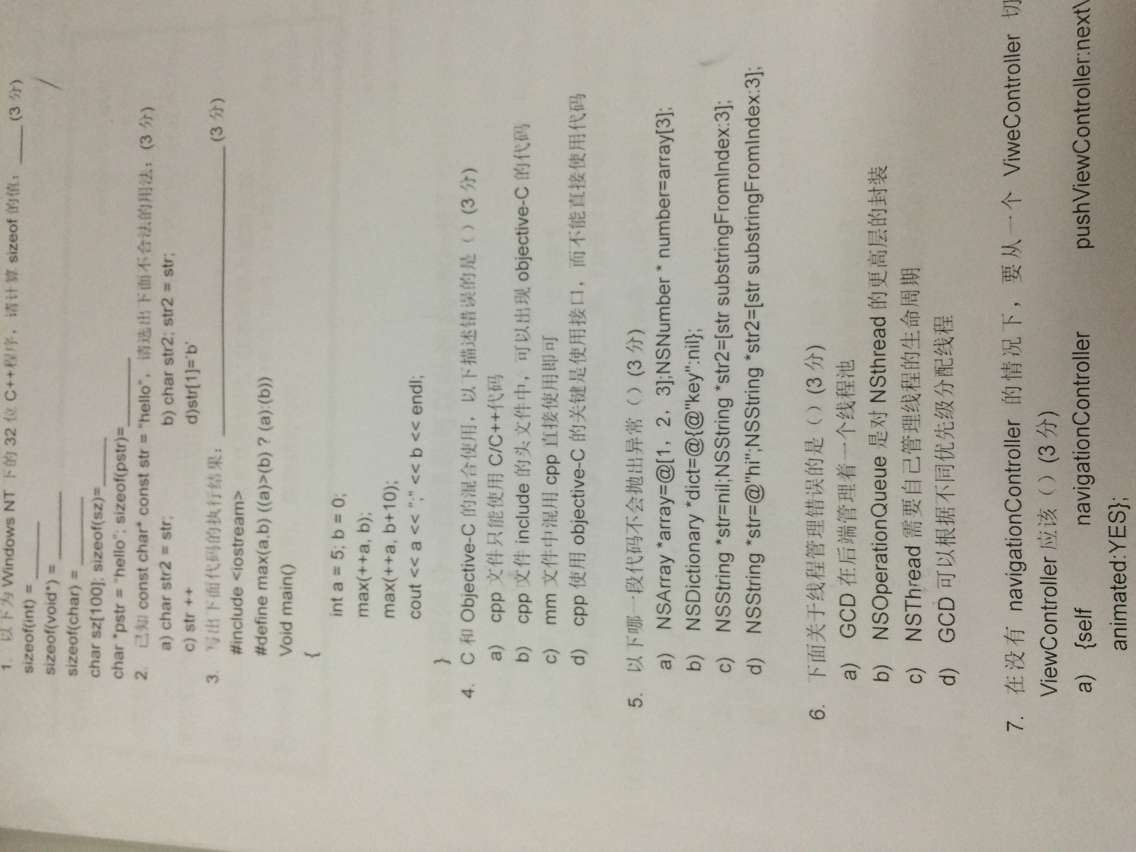 1. 以下为 Windows NT 下的 32 位 C++程序，请计算 sizeof 的值：____ (3 分)
sizeof(int) = ____
sizeof(void*) = ____
sizeof(char) = ____
char sz[100]; sizeof(sz)=____
char *pstr = "hello"; sizeof(pstr)=____
2. 已知 const char* const str = "hello"，请选出下面不合法的用法：(3 分)
a) char str2 = str; b) char str2; str2 = str;
c) str ++ d)str[1]='b'
3. 写出下面代码的执行结果：____(3 分)
#include <iostream>
#define max(a,b) ((a)>(b) ? (a):(b))
Void main()
{
int a = 5; b = 0;
max(++a, b);
max(++a, b+10);
cout << a << ";" << b << endl;
}
4. C 和 Objective-C 的混合使用，以下描述错误的是（）(3 分)
a) cpp 文件只能使用 C/C++代码
b) cpp 文件 include 的头文件中，可以出现 objective-C 的代码
c) mm 文件中混用 cpp 直接使用即可
d) cpp 使用 objective-C 的关键是使用接口，而不能直接使用代码
5. 以下哪一段代码不会抛出异常（）(3 分)
a) NSArray *array=@[1，2，3];NSNumber * number=array[3];
b) NSDictionary *dict=@{@"key":nil};
c) NSString *str=nil;NSString *str2=[str substringFromIndex:3];
d) NSString *str=@"hi";NSString *str2=[str substringFromIndex:3];
6. 下面关于线程管理错误的是（）(3 分)
a) GCD 在后端管理着一个线程池
b) NSOperationQueue 是对 NSthread 的更高层的封装
c) NSThread 需要自己管理线程的生命周期
d) GCD 可以根据不同优先级分配线程
7. 在没有 navigationController 的情况下，要从一个 ViweController 切
ViewController 应该（）(3 分)
a) {self navigationController pushViewController:next\
animated:YES};